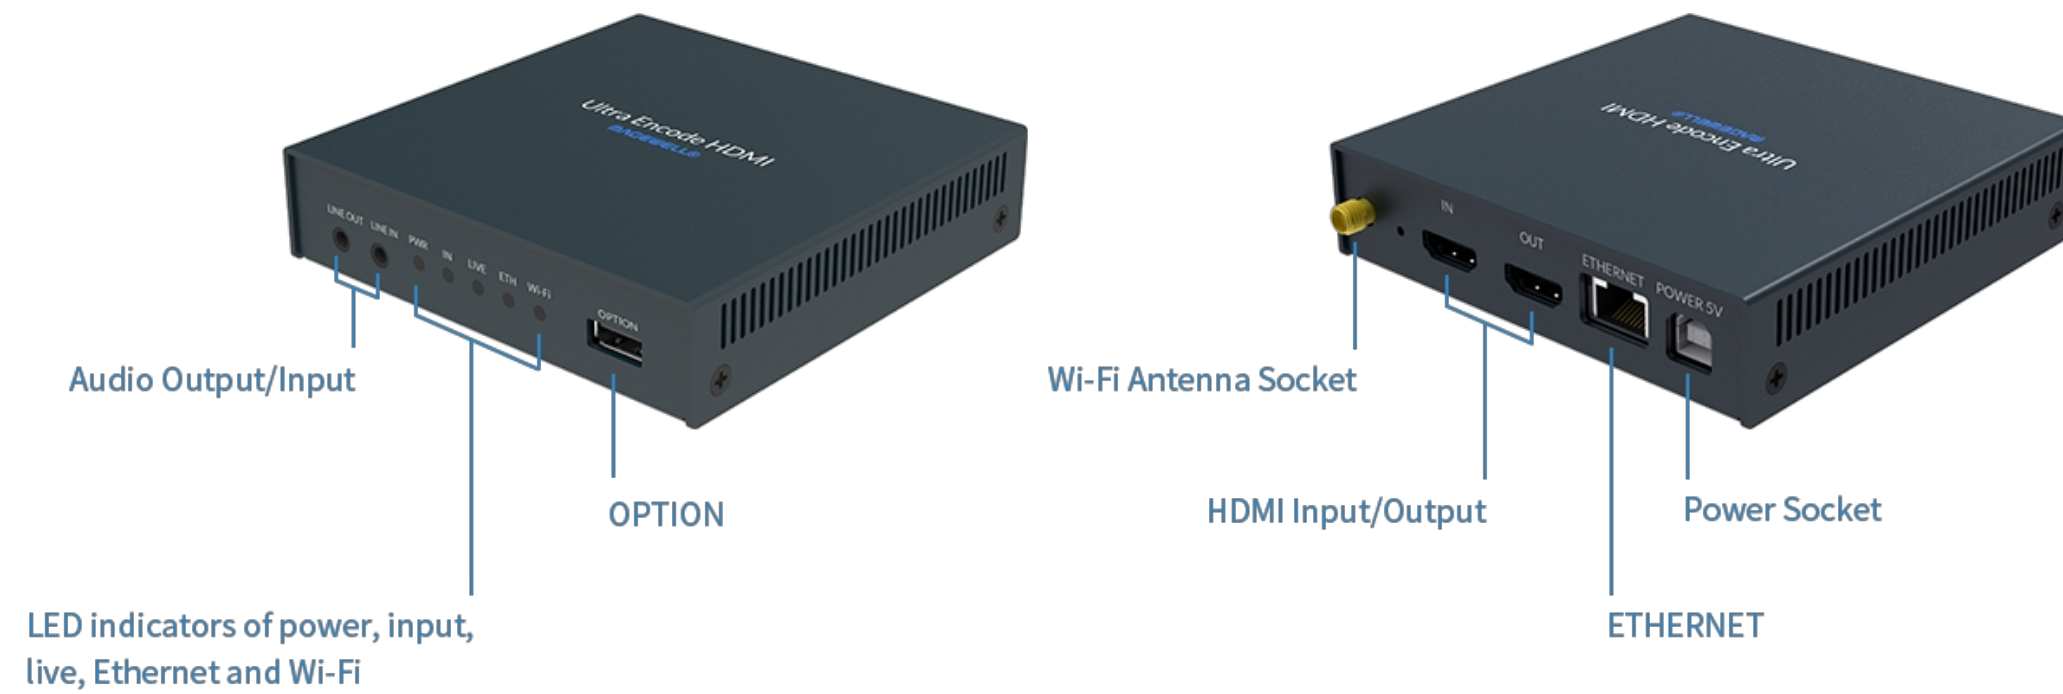 Ultra Encode HDMI
MAGEWELL®
LINE OUT
LINE IN
PWR
IN
LIVE
ETH
Wi-Fi
OPTION
Audio Output/Input
OPTION
LED indicators of power, input,
live, Ethernet and Wi-Fi
Ultra Encode HDMI
MAGEWELL®
IN
OUT
ETHERNET
POWER 5V
Wi-Fi Antenna Socket
HDMI Input/Output
Power Socket
ETHERNET